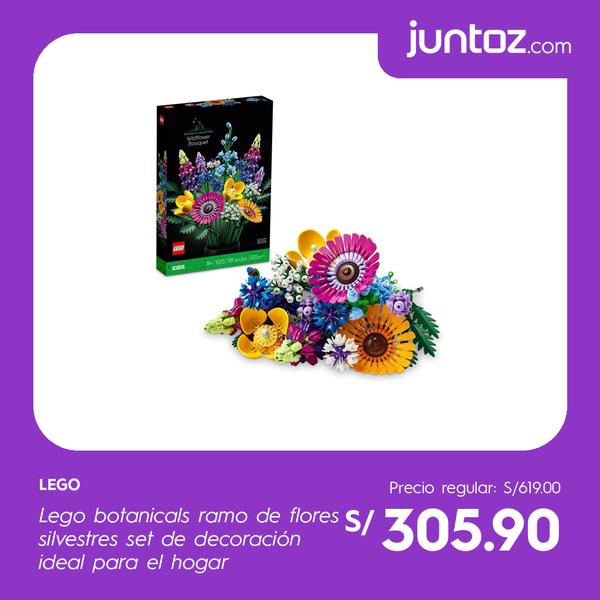 juntoz.com
Wildflower
Bouquet
LEGO
icons
LEGO
Precio regular: S/619.00
Lego botanicals ramo de flores
silvestres set de decoración
ideal para el hogar
S/ 305.90